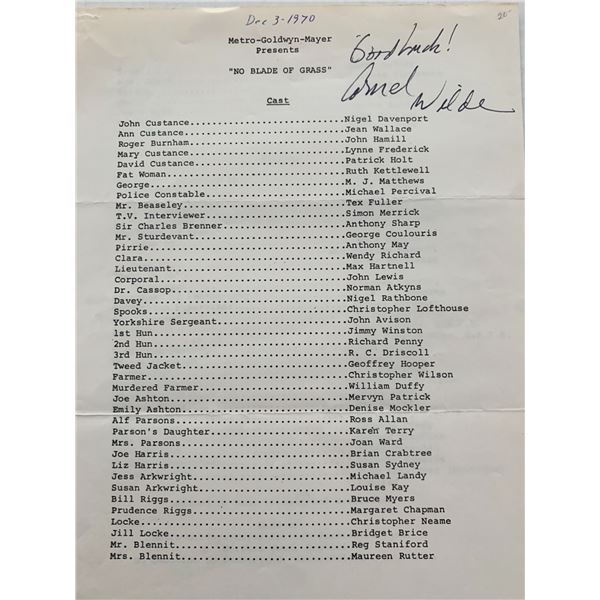 Dec 3-1970
20-
Metro-Goldwyn-Mayer
Presents
"NO BLADE OF GRASS"
Good luck!
Cornel Wilde
Cast
John Custance............................Nigel Davenport
Ann Custance.............................Jean Wallace
Roger Burnham............................John Hamill
Mary Custance............................Lynne Frederick
David Custance...........................Patrick Holt
Fat Woman................................Ruth Kettlewell
George...................................M. J. Matthews
Police Constable.........................Michael Percival
Mr. Beaseley.............................Tex Fuller
T.V. Interviewer.........................Simon Merrick
Sir Charles Brenner......................Anthony Sharp
Mr. Sturdevant...........................George Coulouris
Pirrie...................................Anthony May
Clara....................................Wendy Richard
Lieutenant...............................Max Hartnell
Corporal.................................John Lewis
Dr. Cassop...............................Norman Atkyns
Davey....................................Nigel Rathbone
Spooks...................................Christopher Lofthouse
Yorkshire Sergeant.......................John Avison
1st Hun..................................Jimmy Winston
2nd Hun..................................Richard Penny
3rd Hun..................................R. C. Driscoll
Tweed Jacket.............................Geoffrey Hooper
Farmer...................................Christopher Wilson
Murdered Farmer..........................William Duffy
Joe Ashton...............................Mervyn Patrick
Emily Ashton.............................Denise Mockler
Alf Parsons..............................Ross Allan
Parson's Daughter........................Karen Terry
Mrs. Parsons.............................Joan Ward
Joe Harris...............................Brian Crabtree
Liz Harris...............................Susan Sydney
Jess Arkwright...........................Michael Landy
Susan Arkwright..........................Louise Kay
Bill Riggs...............................Bruce Myers
Prudence Riggs...........................Margaret Chapman
Locke....................................Christopher Neame
Jill Locke...............................Bridget Brice
Mr. Blennit..............................Reg Staniford
Mrs. Blennit.............................Maureen Rutter